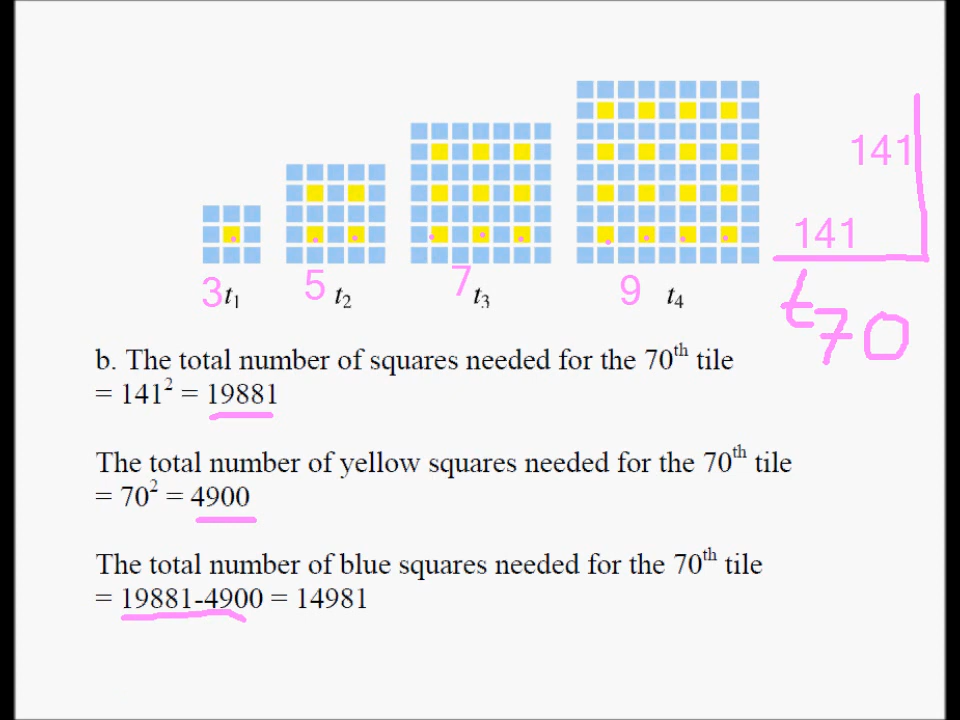 141
141
3 t₁ 5 t₂ 7 t₃ 9 t₄
t70
b. The total number of squares needed for the 70ᵗʰ tile
= 141² = 19881
The total number of yellow squares needed for the 70ᵗʰ tile
= 70² = 4900
The total number of blue squares needed for the 70ᵗʰ tile
= 19881-4900 = 14981